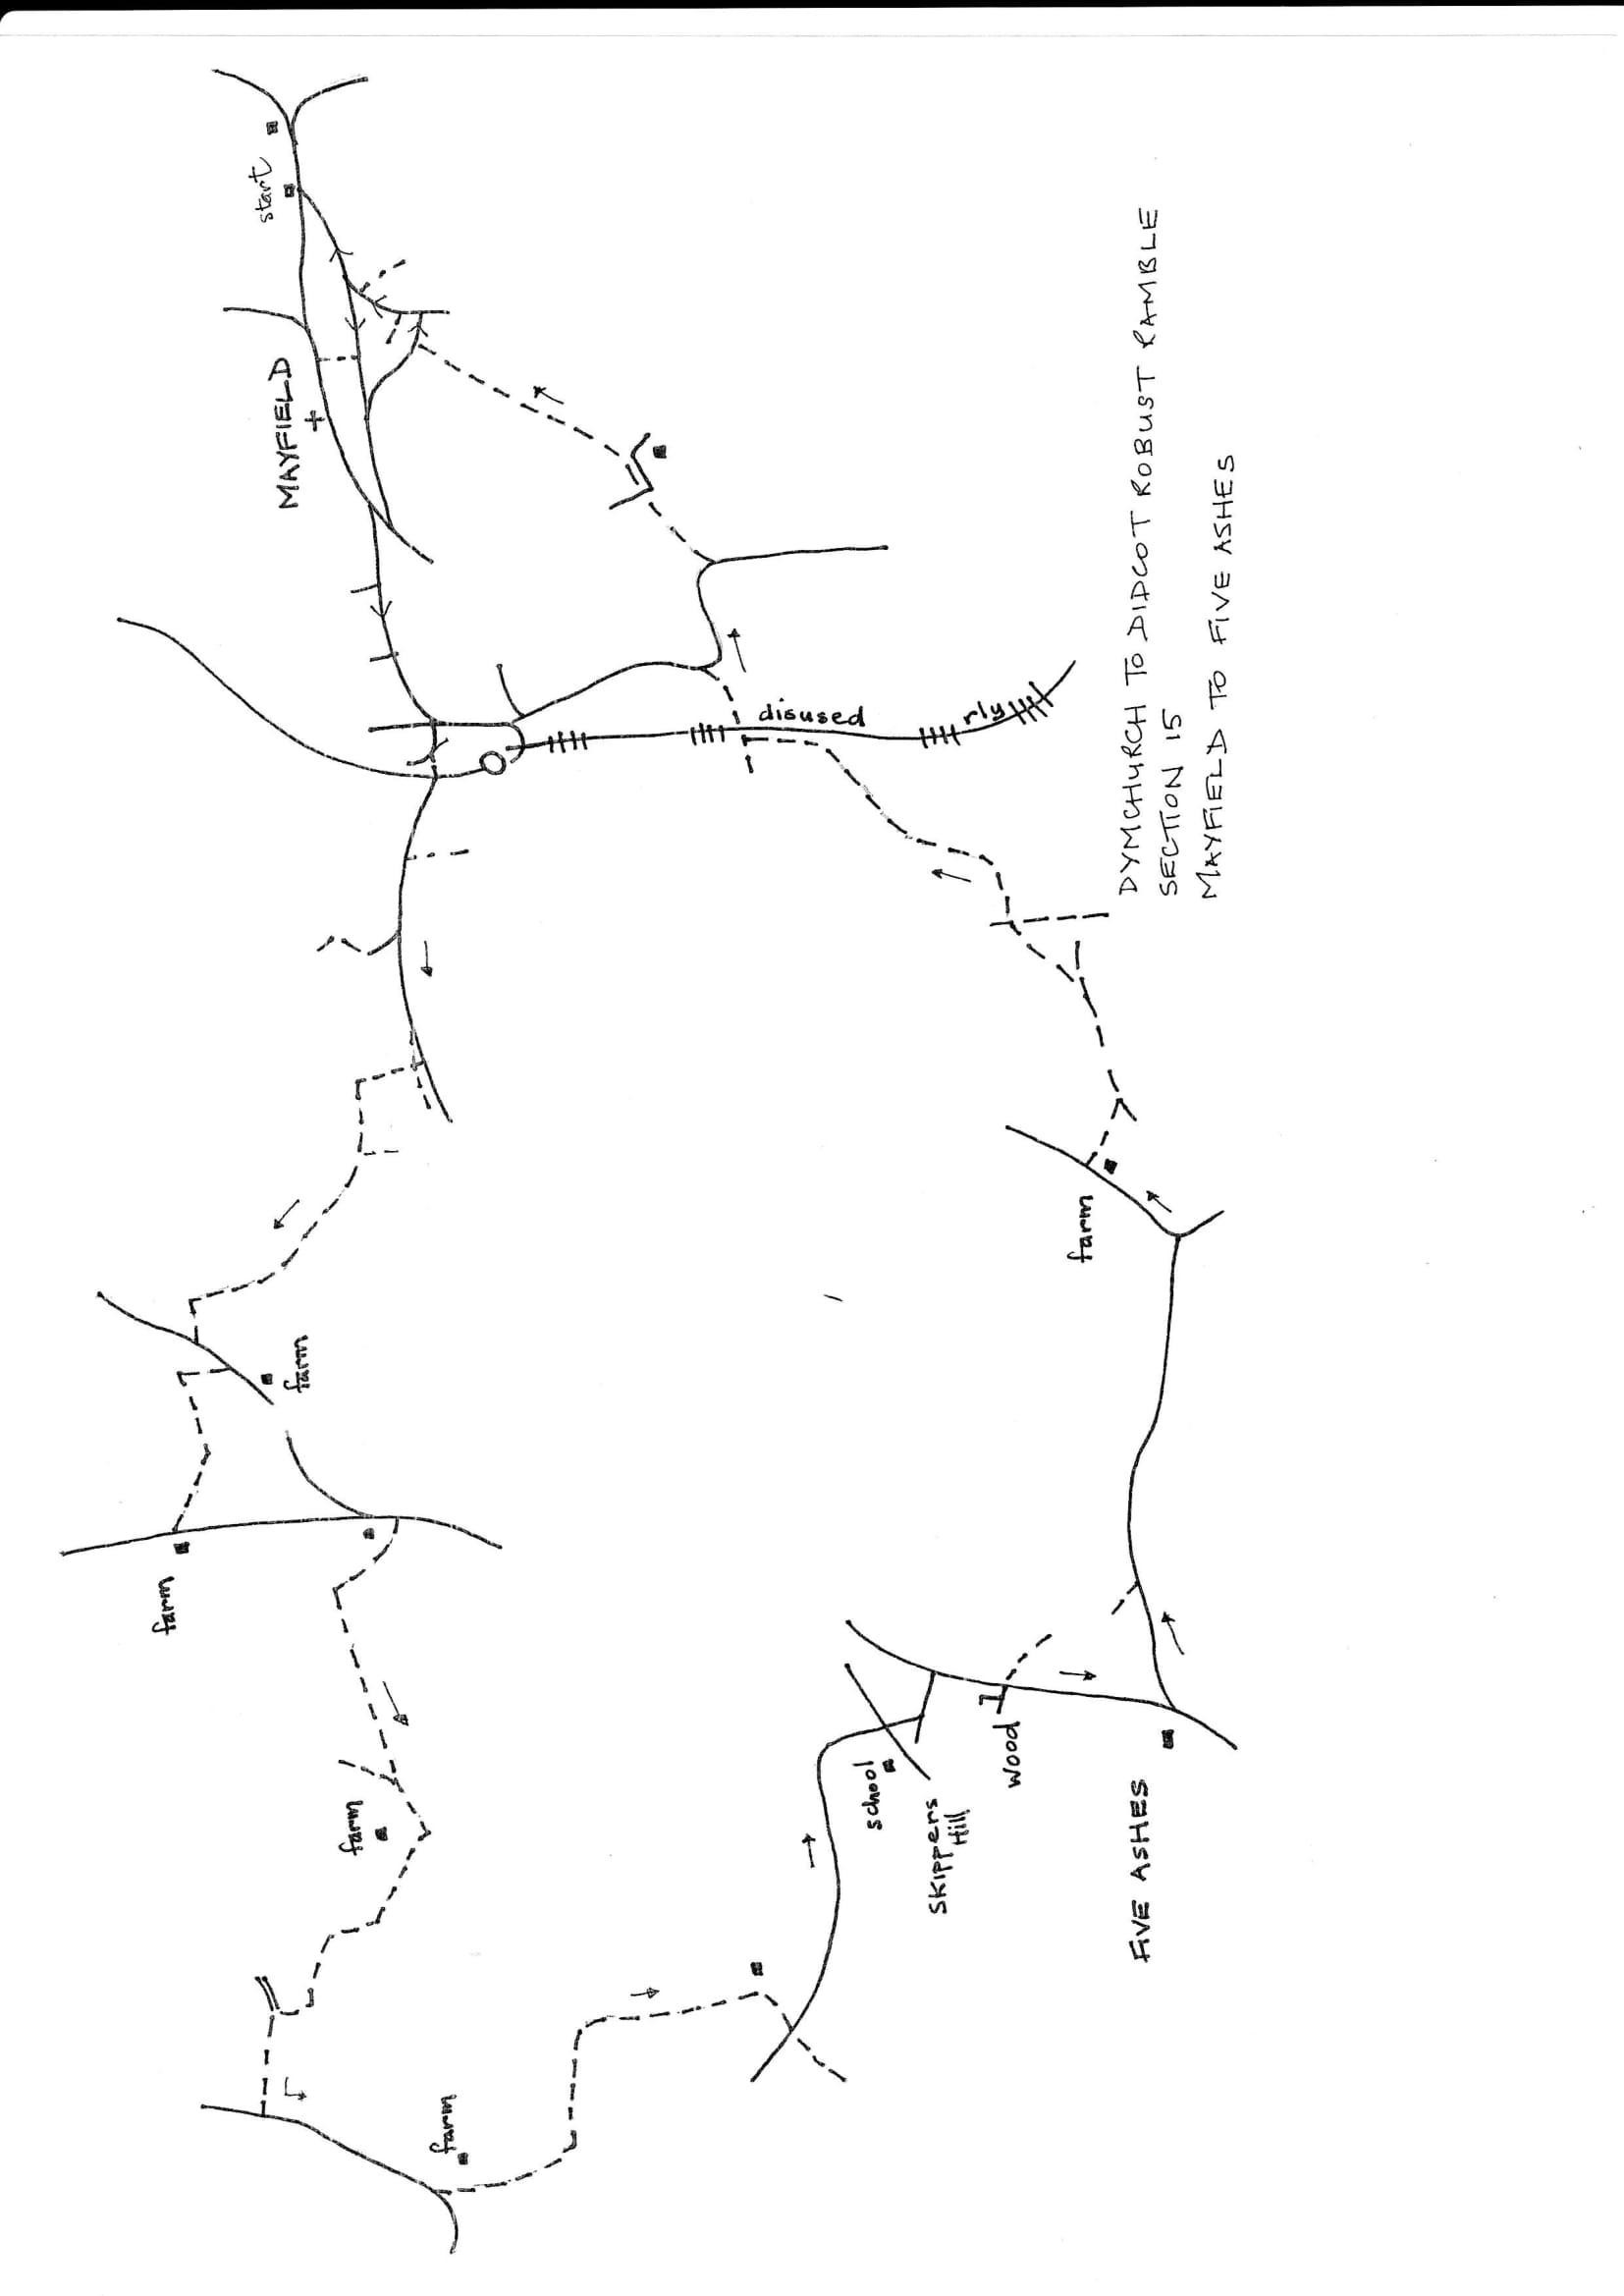 farm
start
MAYFIELD
farm
farm
farm
disused
school
SKIPPERS
Hill
rly
wood
farm
FIVE ASHES
DYMCHURCH TO DIDCOT ROBUST RAMBLE
SECTION 15
MAYFIELD TO FIVE ASHES